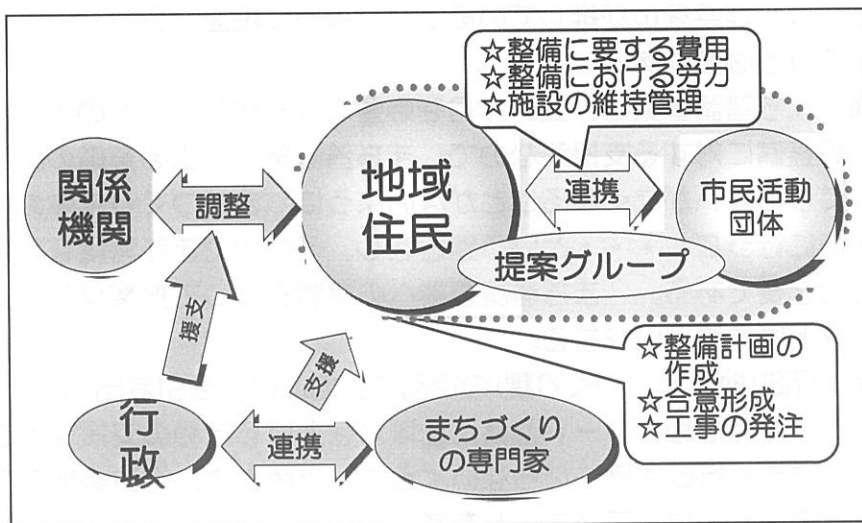 ☆整備に要する費用
☆整備における労力
☆施設の維持管理
関係
機関
調整
地域
住民
連携
市民活動
団体
提案グループ
支援
支援
☆整備計画の
作成
☆合意形成
☆工事の発注
行
政
連携
まちづくり
の専門家